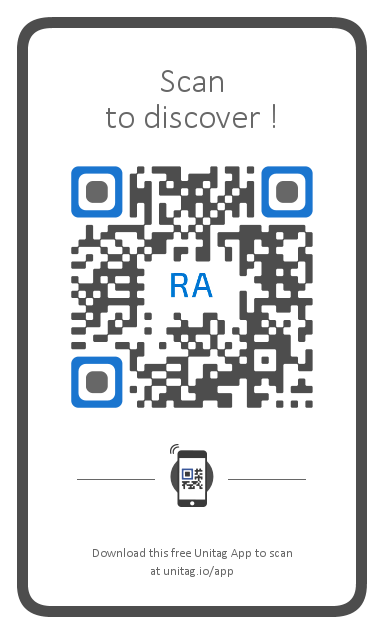 Scan
to discover !
RA
Download this free Unitag App to scan
at unitag.io/app